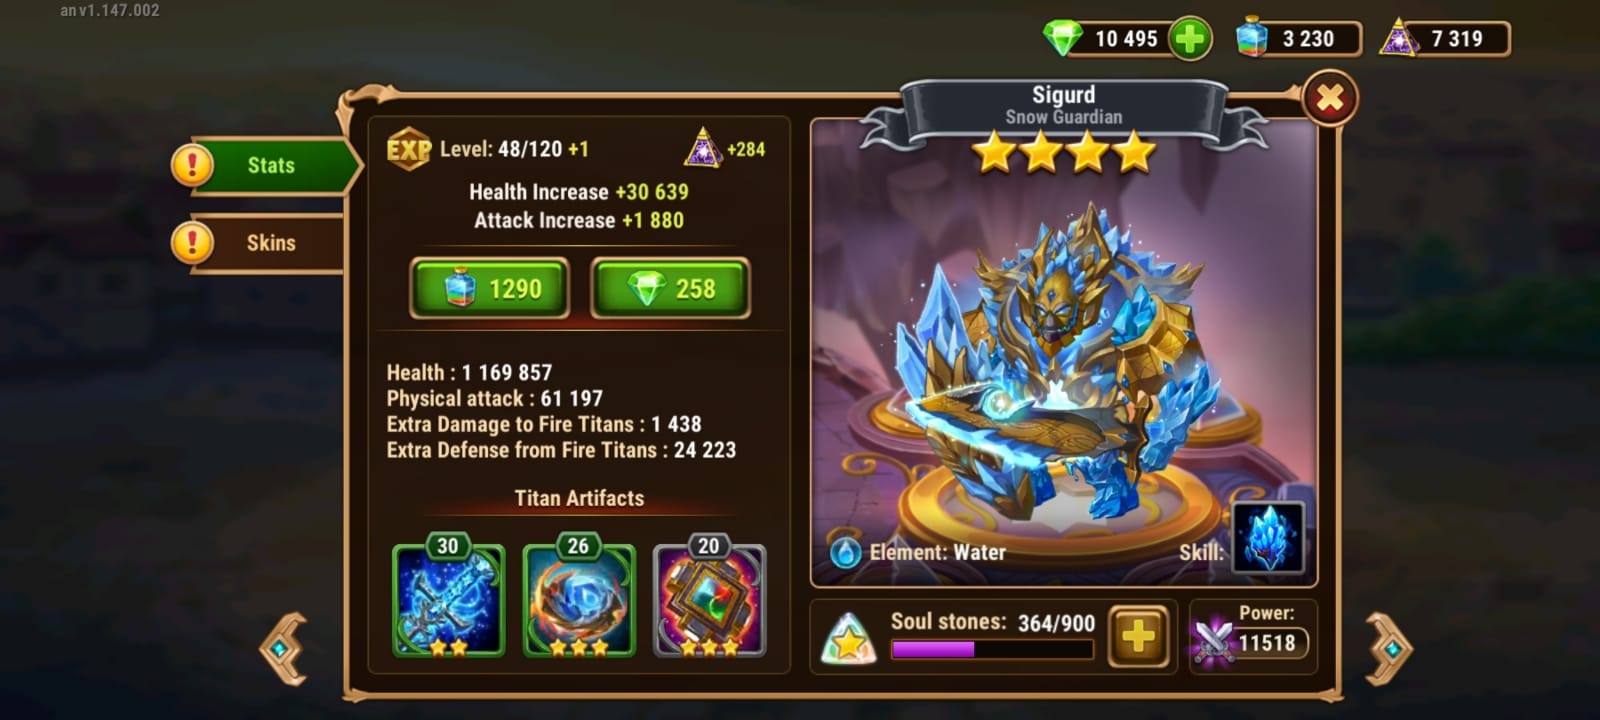 anv1.147.002
10 495
3 230
7 319
Sigurd
Snow Guardian
Stats
Skins
EXP Level: 48/120 +1
+284
Health Increase +30 639
Attack Increase +1 880
1290
258
Health : 1 169 857
Physical attack : 61 197
Extra Damage to Fire Titans : 1 438
Extra Defense from Fire Titans : 24 223
Titan Artifacts
30
26
20
Element: Water
Skill:
Soul stones: 364/900
Power:
11518